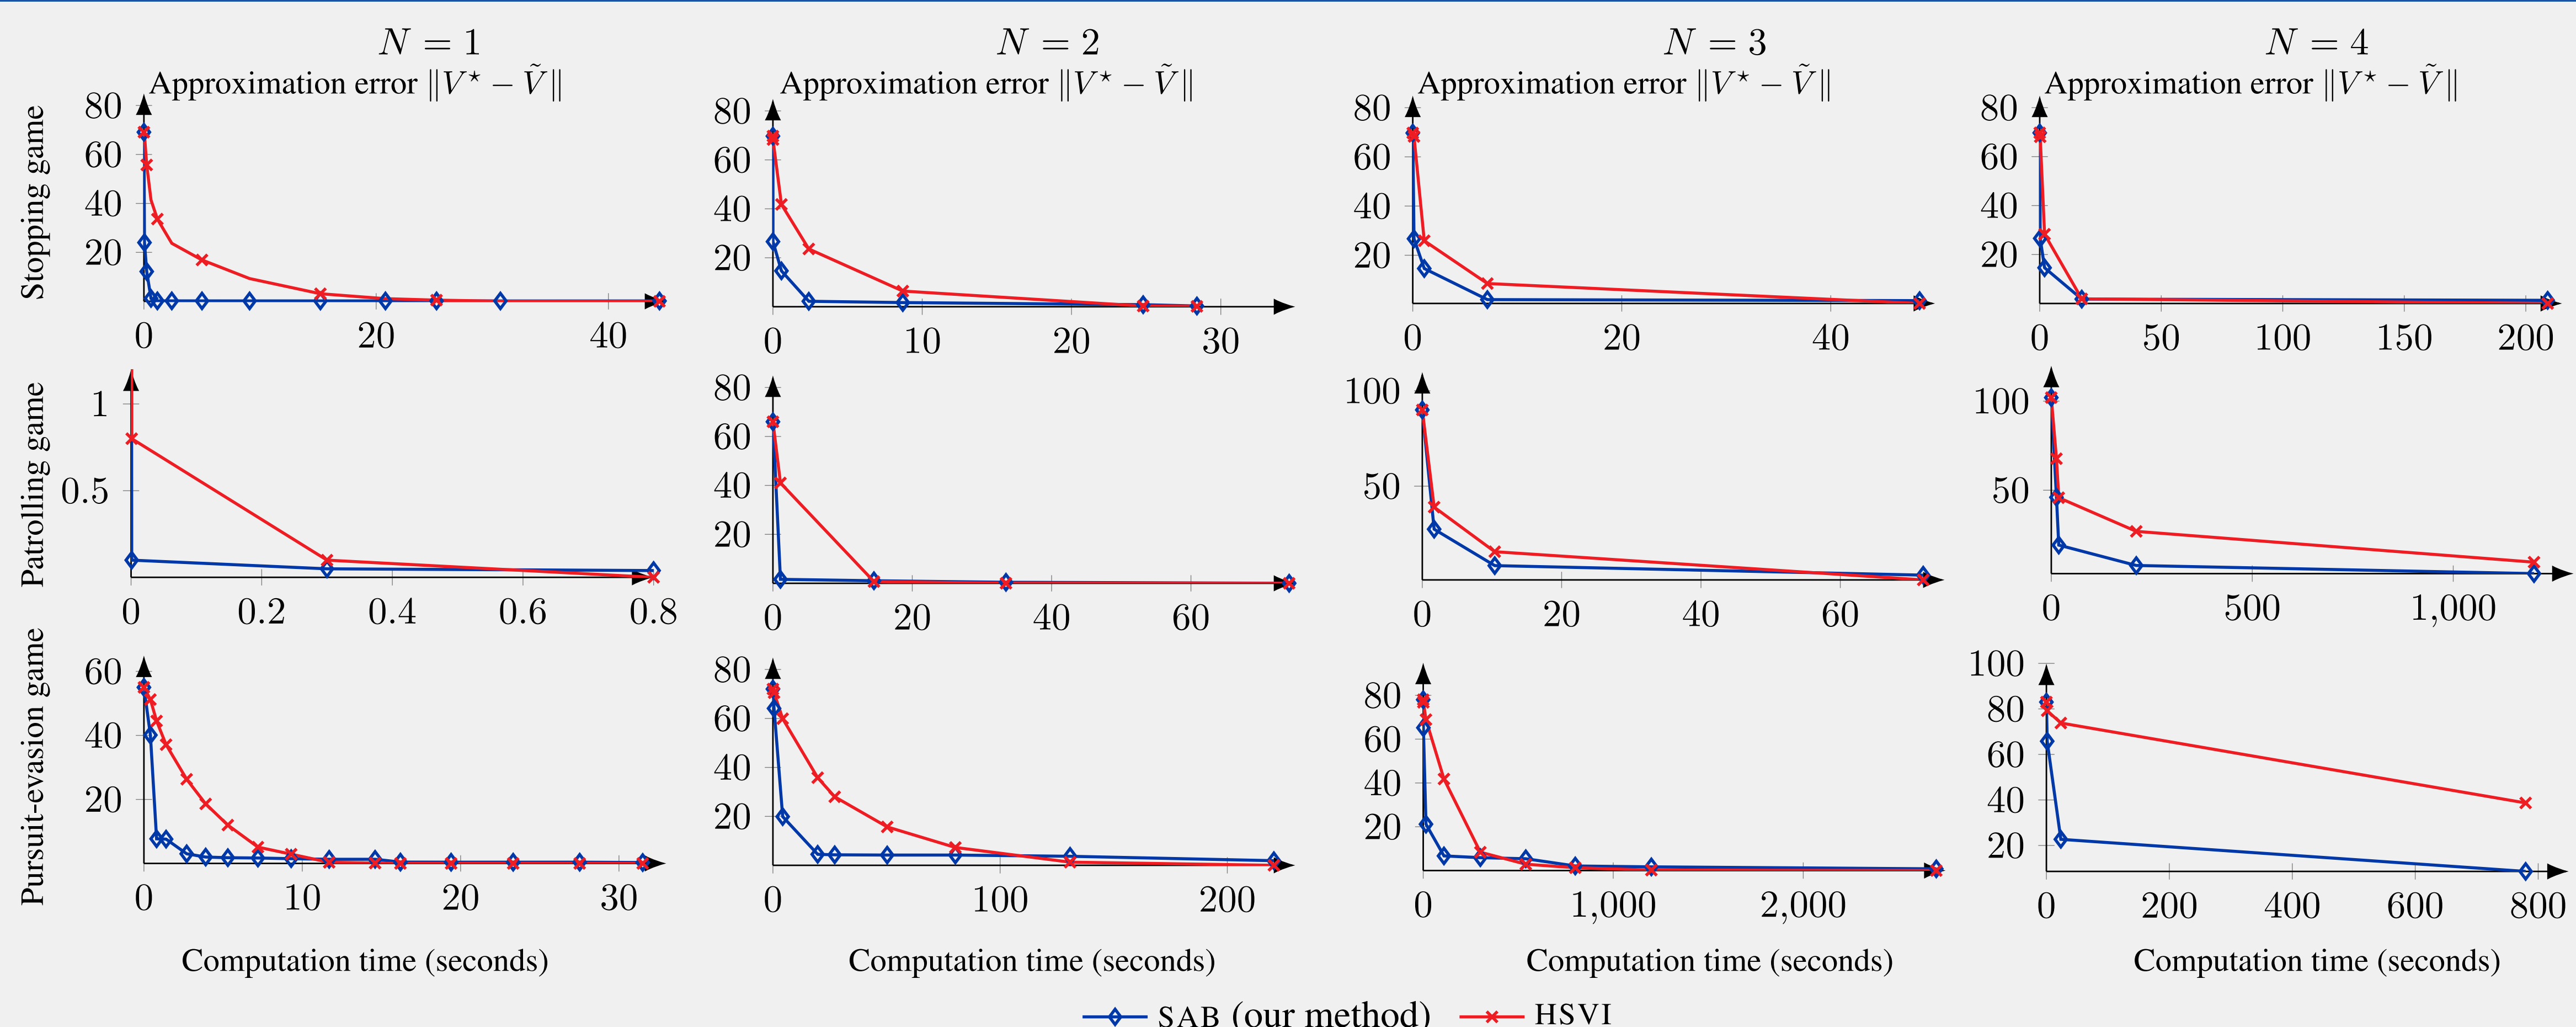 N = 1 N = 2 N = 3 N = 4
Approximation error ‖V⋆ − Ṽ‖ Approximation error ‖V⋆ − Ṽ‖ Approximation error ‖V⋆ − Ṽ‖ Approximation error ‖V⋆ − Ṽ‖
Stopping game
80
60
40
20
0 20 40
80
60
40
20
0 10 20 30
80
60
40
20
0 20 40
80
60
40
20
0 50 100 150 200
Patrolling game
1
0.5
0 0.2 0.4 0.6 0.8
80
60
40
20
0 20 40 60
100
50
0 20 40 60
100
50
0 500 1,000
Pursuit-evasion game
60
40
20
0 10 20 30
80
60
40
20
0 100 200
80
60
40
20
0 1,000 2,000
100
80
60
40
20
0 200 400 600 800
Computation time (seconds) Computation time (seconds) Computation time (seconds) Computation time (seconds)
SAB (our method) HSVI